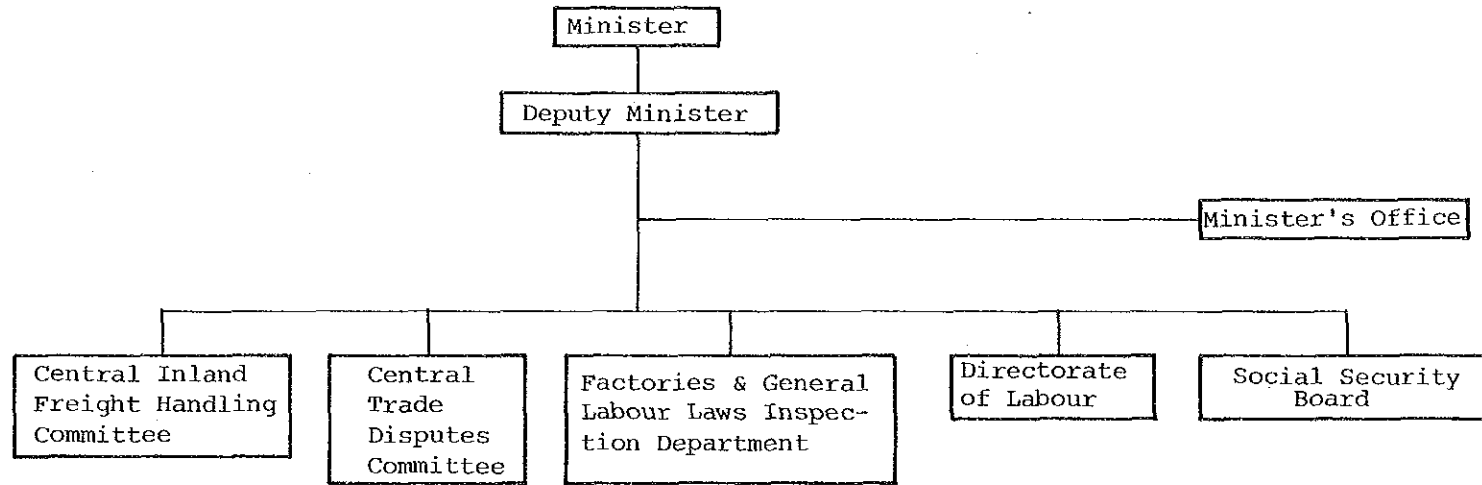 Minister
Deputy Minister
Minister's Office
Central Inland
Freight Handling
Committee
Central
Trade
Disputes
Committee
Factories & General
Labour Laws Inspec-
tion Department
Directorate
of Labour
Social Security
Board